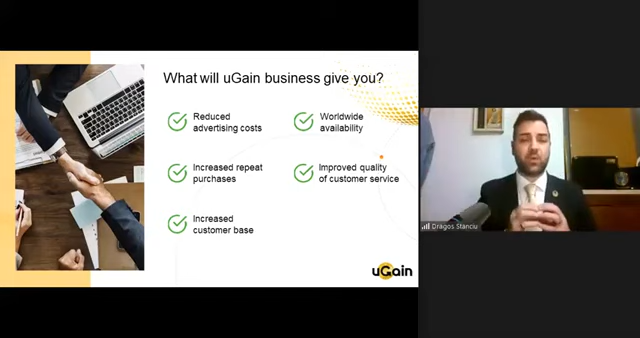 What will uGain business give you?
Reduced
advertising costs
Worldwide
availability
Increased repeat
purchases
Improved quality
of customer service
Increased
customer base
uGain
Dragos Stanciu